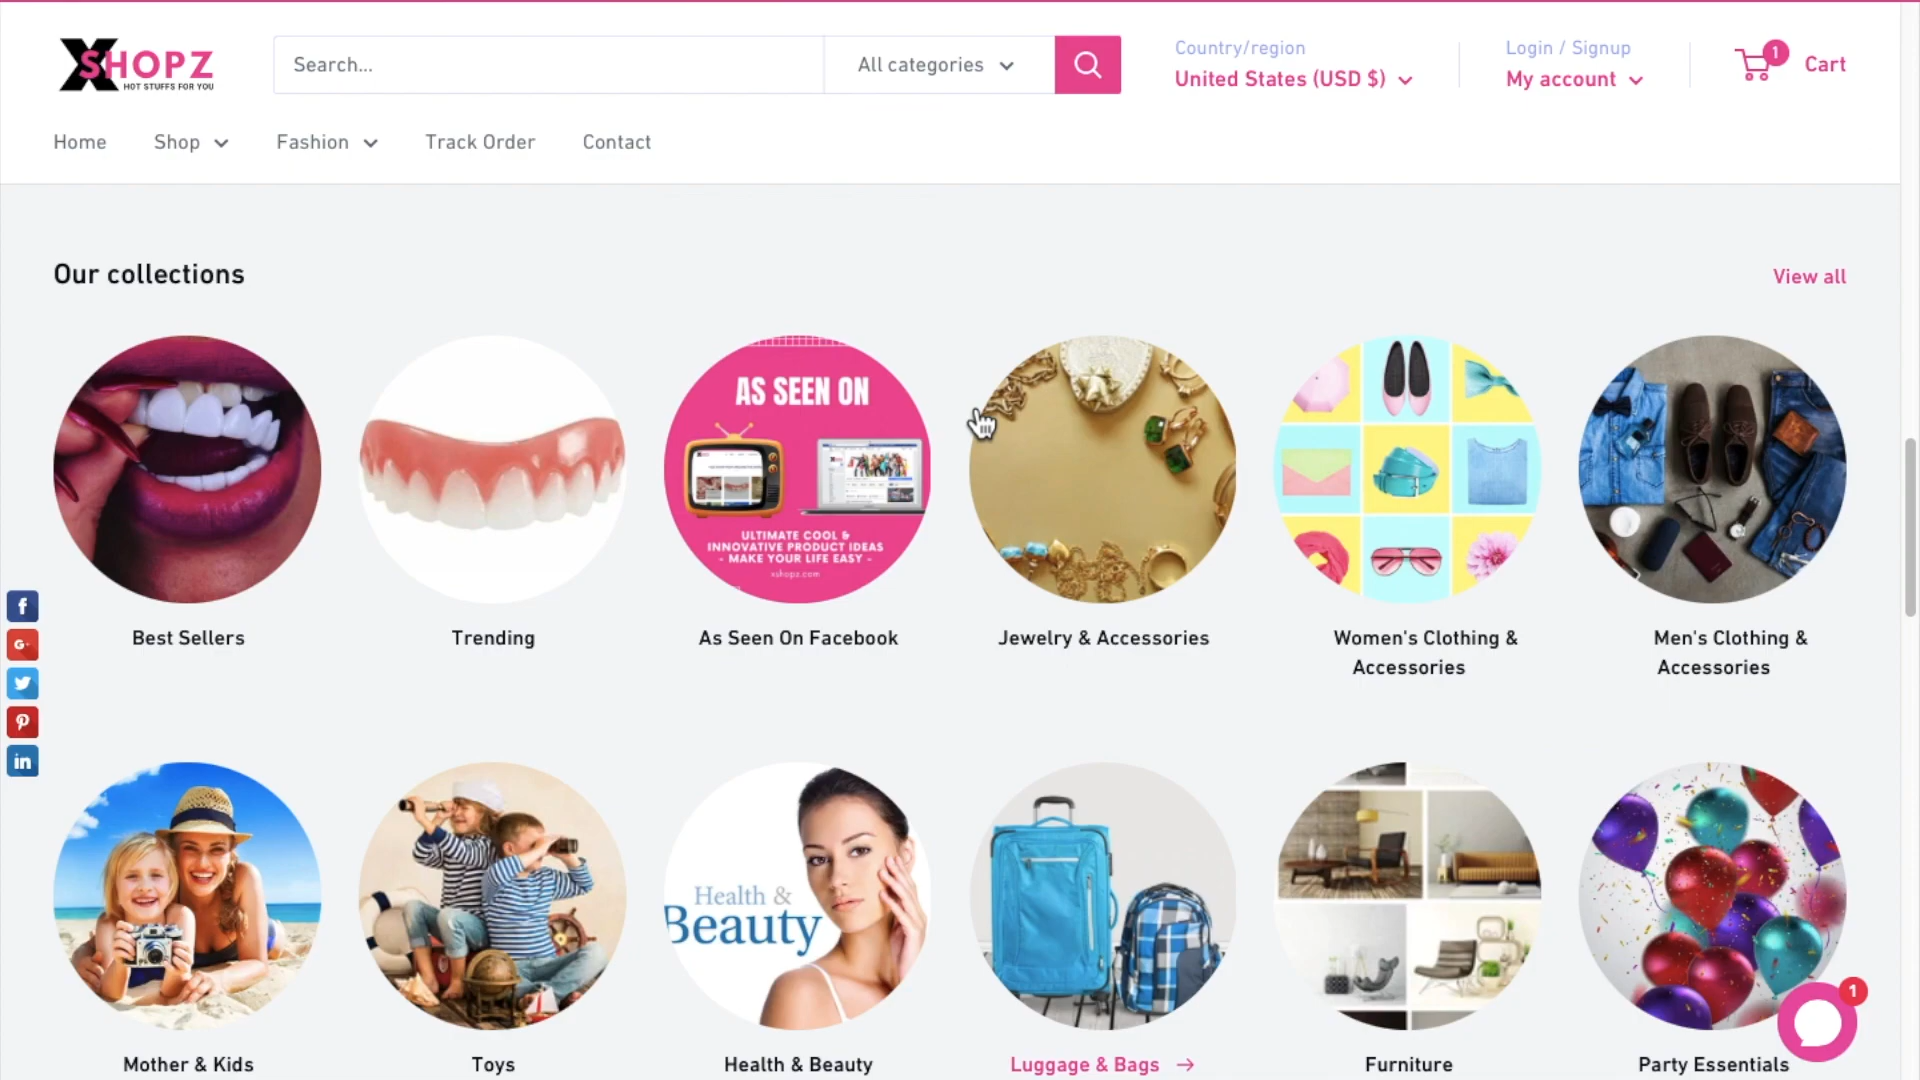 XSHOPZ
HOT STUFFS FOR YOU
Search...
All categories
Country/region
United States (USD $)
Login / Signup
My account
1
Cart
Home
Shop
Fashion
Track Order
Contact
Our collections
View all
AS SEEN ON
ULTIMATE COOL &
INNOVATIVE PRODUCT IDEAS
- MAKE YOUR LIFE EASY -
xshopz.com
Best Sellers
Trending
As Seen On Facebook
Jewelry & Accessories
Women's Clothing &
Accessories
Men's Clothing &
Accessories
f
G+
in
Health &
Beauty
1
Mother & Kids
Toys
Health & Beauty
Luggage & Bags →
Furniture
Party Essentials